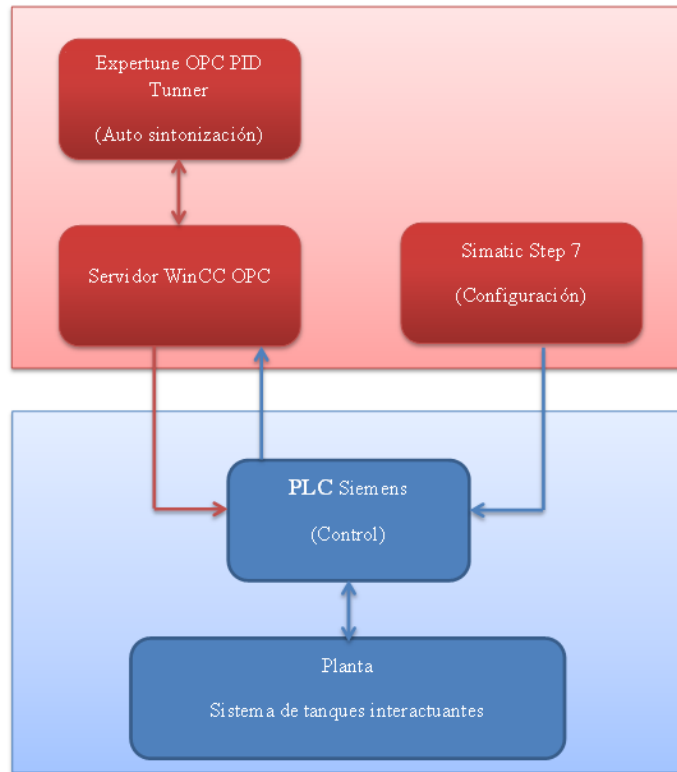 Expertune OPC PID
Tunner
(Auto sintonización)
Servidor WinCC OPC
Simatic Step 7
(Configuración)
PLC Siemens
(Control)
Planta
Sistema de tanques interactuantes